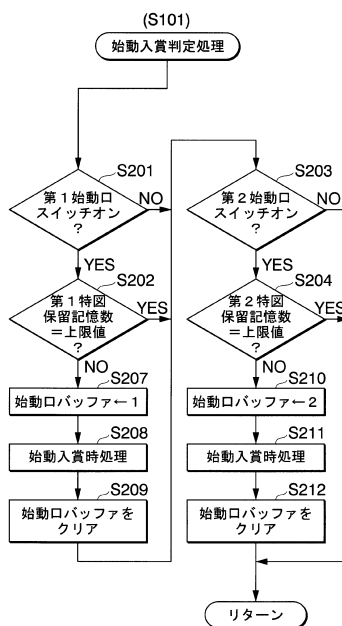 (S101)
始動入賞判定処理
S201
第1始動口
スイッチオン
?
NO
YES
S202
第1特図
保留記憶数
=上限値
?
YES
NO
S207
始動口バッファ←1
S208
始動入賞時処理
S209
始動口バッファを
クリア
S203
第2始動口
スイッチオン
?
NO
YES
S204
第2特図
保留記憶数
=上限値
?
YES
NO
S210
始動口バッファ←2
S211
始動入賞時処理
S212
始動口バッファを
クリア
リターン